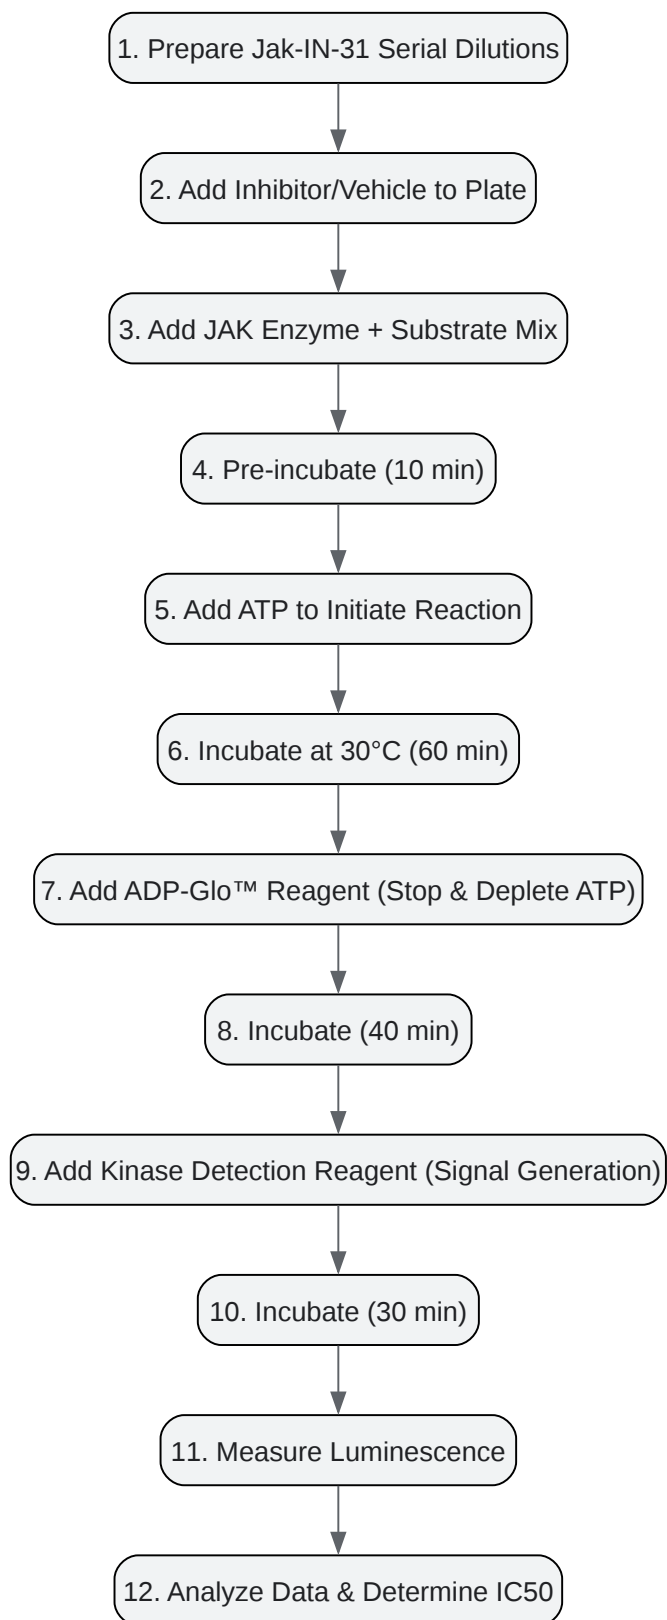 1. Prepare Jak-IN-31 Serial Dilutions
2. Add Inhibitor/Vehicle to Plate
3. Add JAK Enzyme + Substrate Mix
4. Pre-incubate (10 min)
5. Add ATP to Initiate Reaction
6. Incubate at 30°C (60 min)
7. Add ADP-Glo™ Reagent (Stop & Deplete ATP)
8. Incubate (40 min)
9. Add Kinase Detection Reagent (Signal Generation)
10. Incubate (30 min)
11. Measure Luminescence
12. Analyze Data & Determine IC50